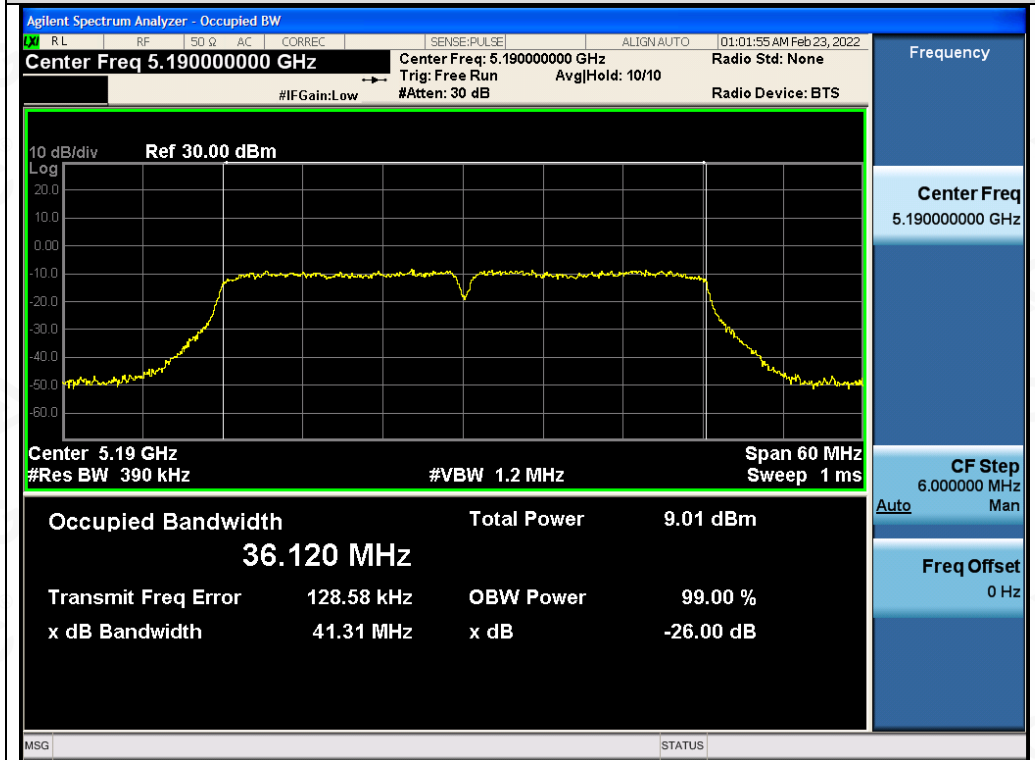 Agilent Spectrum Analyzer - Occupied BW
LXI RL RF 50 Ω AC CORREC SENSE:PULSE ALIGN AUTO 01:01:55 AM Feb 23, 2022
Center Freq 5.190000000 GHz Center Freq: 5.190000000 GHz Radio Std: None
Trig: Free Run Avg|Hold: 10/10
#IFGain:Low #Atten: 30 dB Radio Device: BTS
10 dB/div Ref 30.00 dBm
Log
20.0
10.0
0.00
-10.0
-20.0
-30.0
-40.0
-50.0
-60.0
Center 5.19 GHz Span 60 MHz
#Res BW 390 kHz #VBW 1.2 MHz Sweep 1 ms
Occupied Bandwidth Total Power 9.01 dBm
36.120 MHz
Transmit Freq Error 128.58 kHz OBW Power 99.00 %
x dB Bandwidth 41.31 MHz x dB -26.00 dB
MSG STATUS
Frequency
Center Freq
5.190000000 GHz
CF Step
6.000000 MHz
Auto Man
Freq Offset
0 Hz